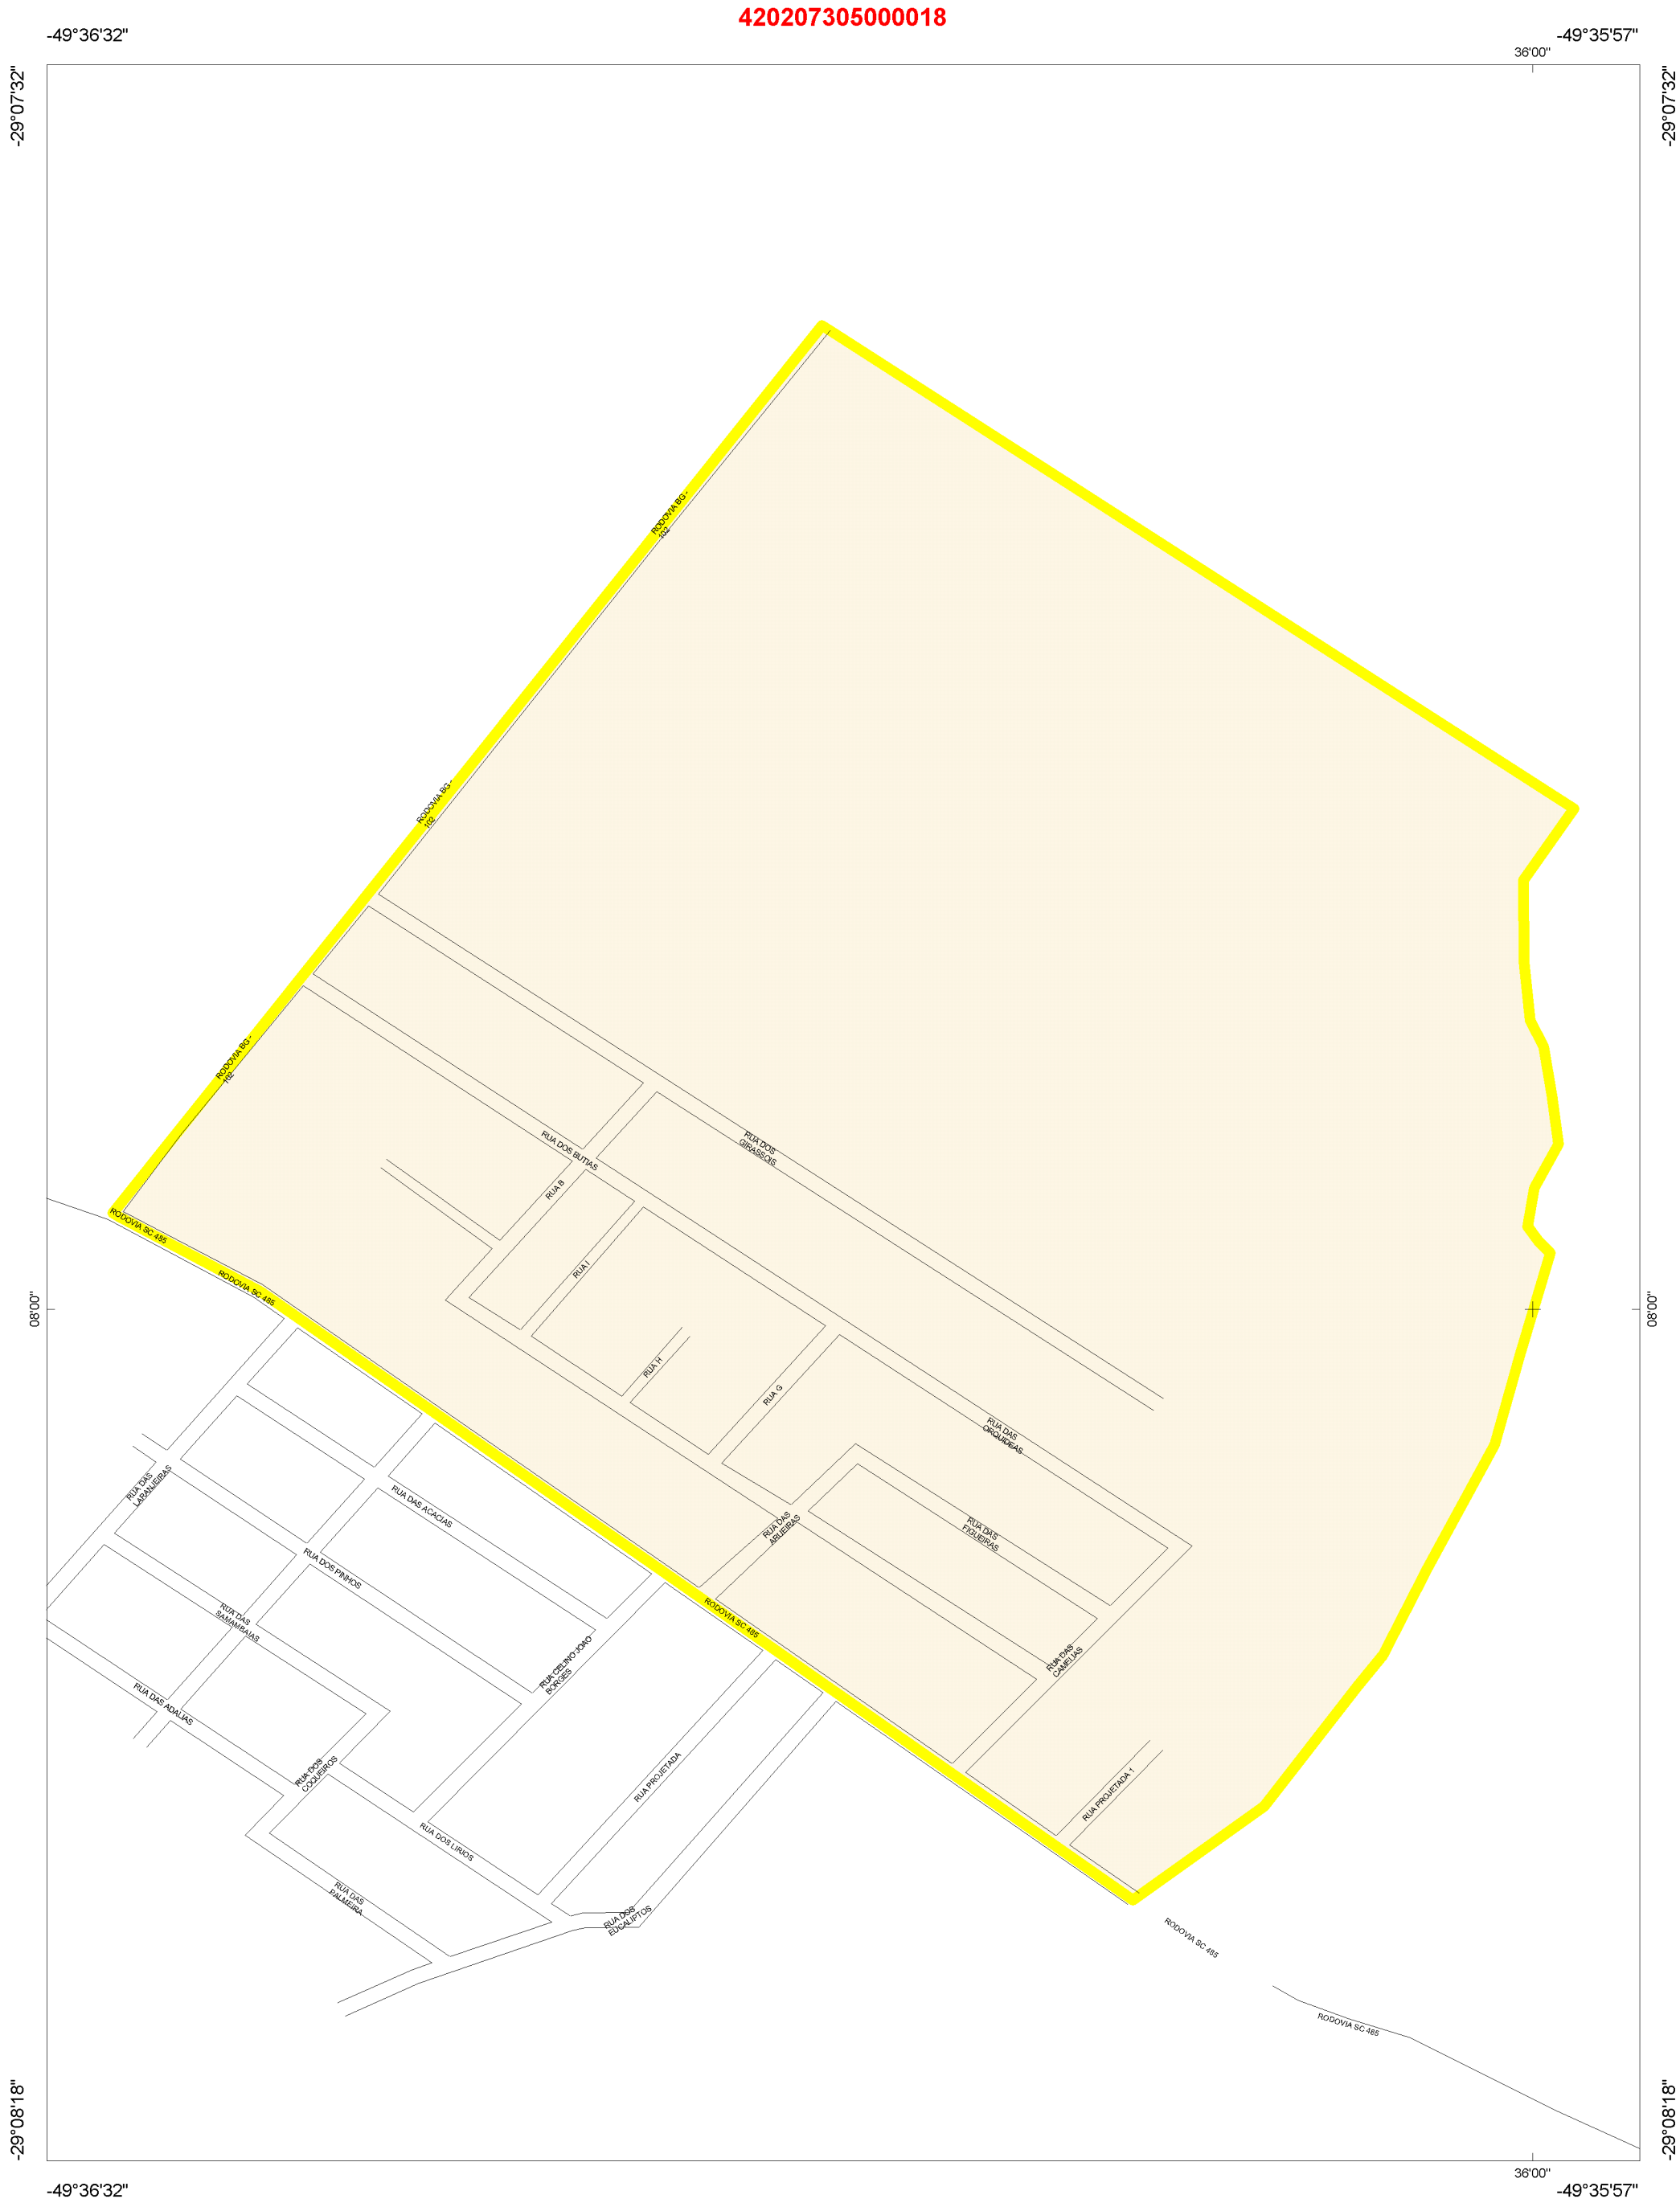 420207305000018
-49°36'32"
-49°35'57"
36'00"
-29°07'32"
-29°07'32"
RODOVIA BG -
102
RODOVIA BG -
102
RODOVIA BG -
102
RUA DOS
GIRASSOIS
RUA DOS BUTIAS
RUA B
RODOVIA SC 485
RUA I
RODOVIA SC 485
08'00"
08'00"
RUA H
RUA G
RUA DAS
ORQUIDEAS
RUA DAS
LARANJEIRAS
RUA DAS ACACIAS
RUA DAS
ARUEIRAS
RUA DAS
FIGUEIRAS
RUA DOS PINHOS
RUA DAS
SAMAMBAIAS
RODOVIA SC 485
RUA CELINO JOAO
BORGES
RUA DAS
CAMELIAS
RUA DAS ADALIAS
RUA DOS
COQUEIROS
RUA PROJETADA
RUA PROJETADA 1
RUA DOS LIRIOS
RUA DAS
PALMEIRA
RUA DOS
EUCALIPTOS
RODOVIA SC 485
RODOVIA SC 485
-29°08'18"
-29°08'18"
36'00"
-49°36'32"
-49°35'57"